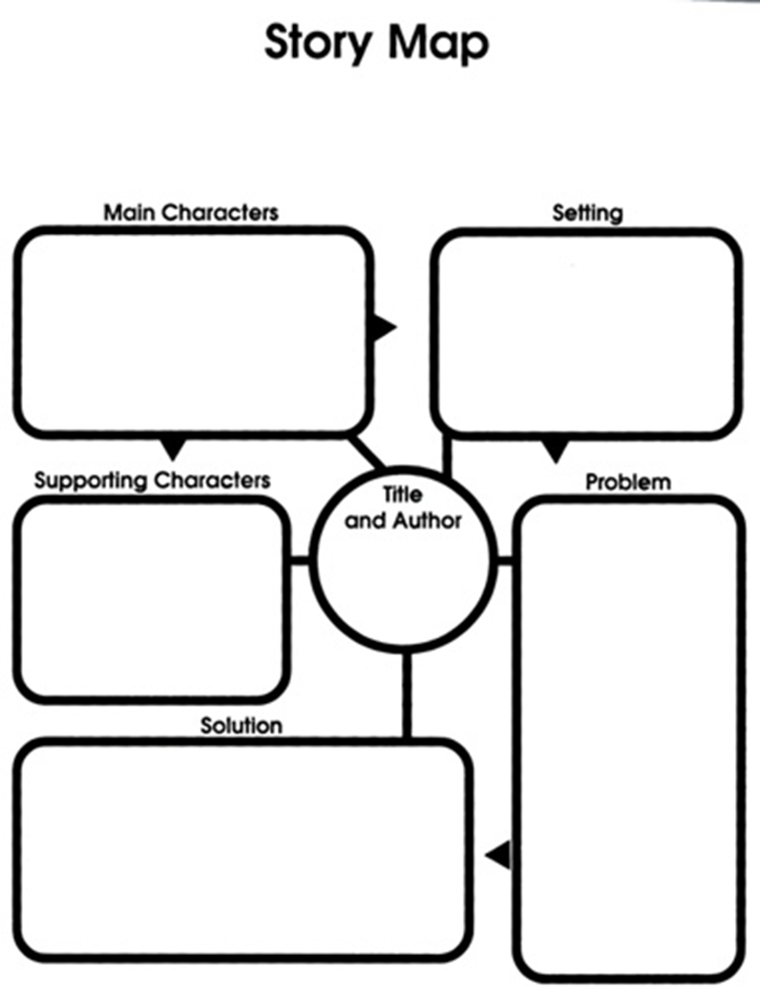 Story Map
Main Characters
Setting
Supporting Characters
Title
and Author
Problem
Solution